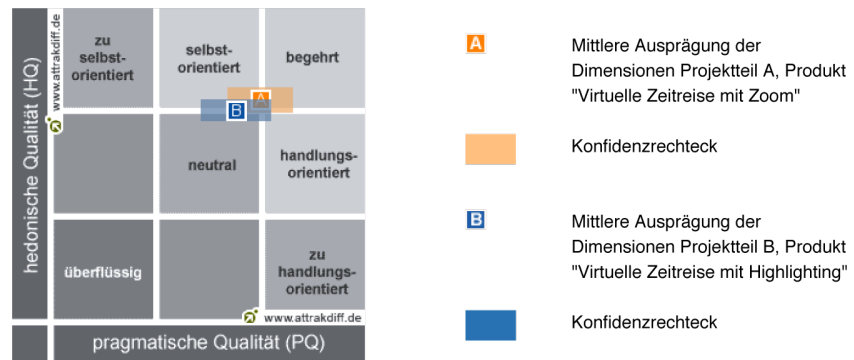 hedonische Qualität (HQ)
www.attrakdiff.de
zu
selbst-
orientiert
selbst-
orientiert
begehrt
A
B
neutral
handlungs-
orientiert
überflüssig
zu
handlungs-
orientiert
www.attrakdiff.de
pragmatische Qualität (PQ)
A
Mittlere Ausprägung der
Dimensionen Projektteil A, Produkt
"Virtuelle Zeitreise mit Zoom"
Konfidenzrechteck
B
Mittlere Ausprägung der
Dimensionen Projektteil B, Produkt
"Virtuelle Zeitreise mit Highlighting"
Konfidenzrechteck